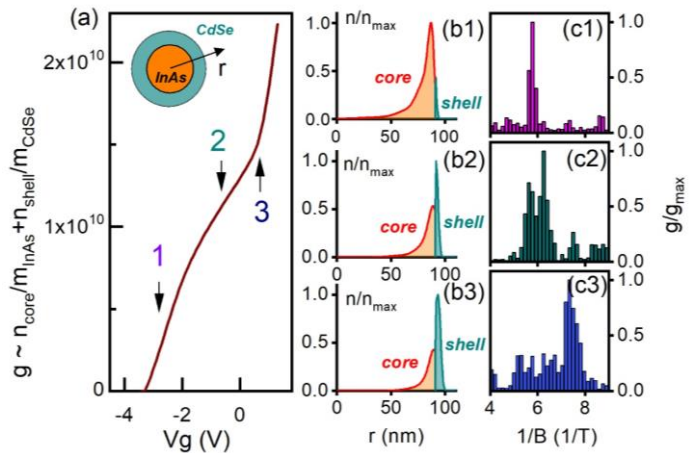 (a)
CdSe
InAs
r
2x10^10
1x10^10
0
1
2
3
-4 -2 0
Vg (V)
g ~ n_core/m_InAs+n_shell/m_CdSe
n/n_max (b1)
core
shell
1.0
0.5
0.0
0 50 100
n/n_max (b2)
core
shell
1.0
0.5
0.0
0 50 100
n/n_max (b3)
core
shell
1.0
0.5
0.0
0 50 100
r (nm)
(c1)
1.0
0.5
0.0
(c2)
1.0
0.5
0.0
(c3)
1.0
0.5
0.0
4 6 8
1/B (1/T)
g/g_max